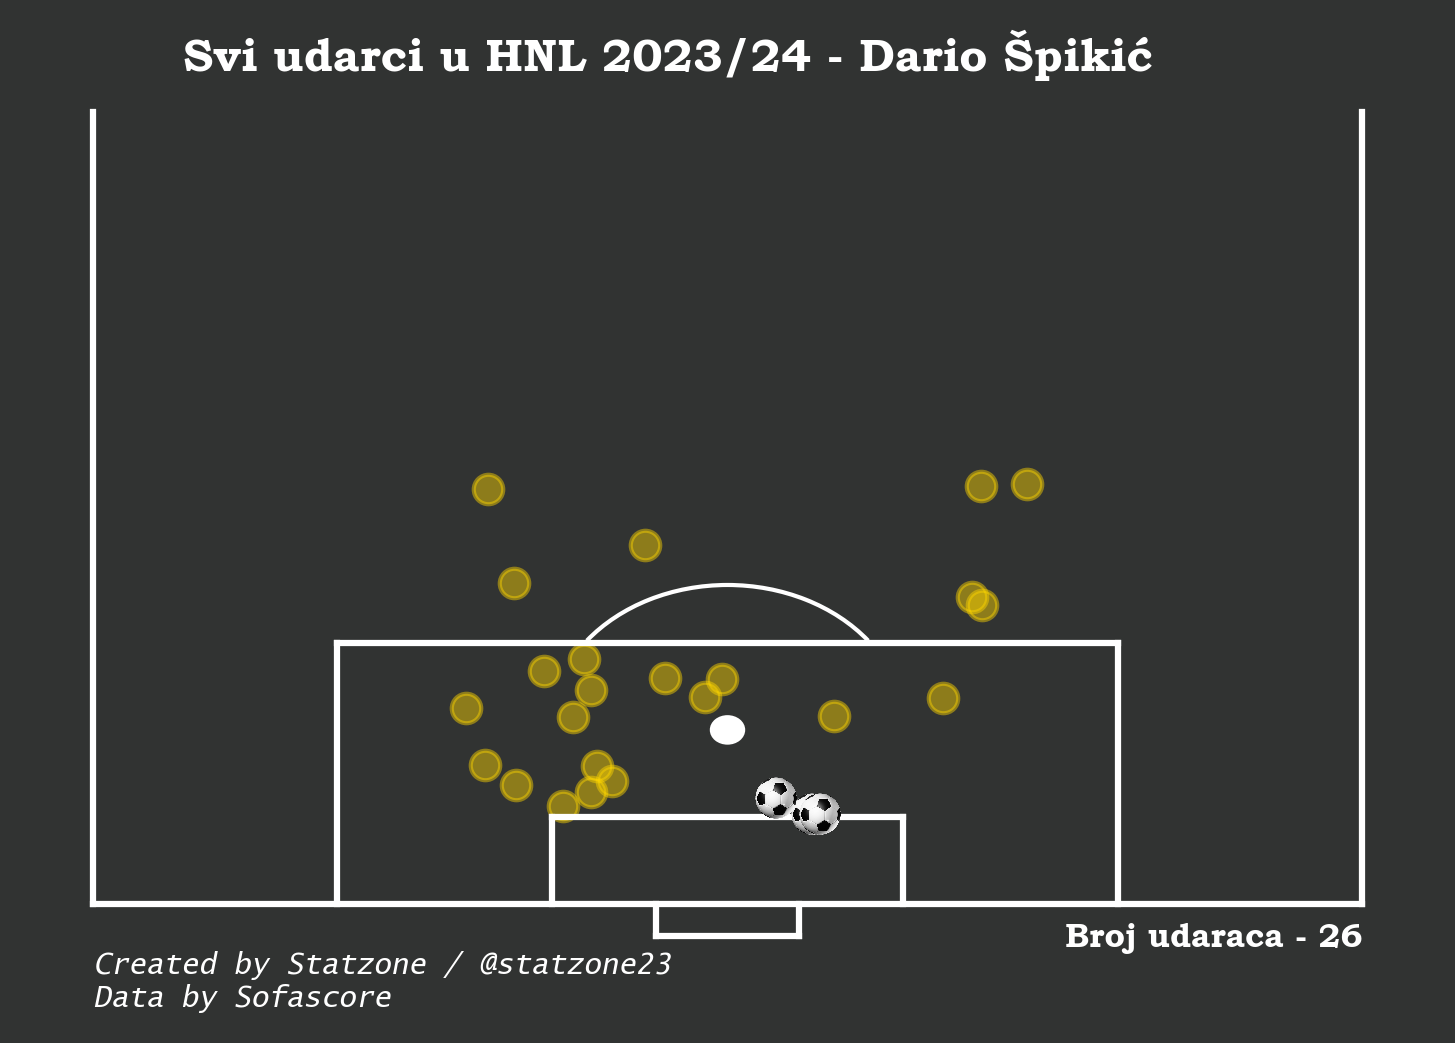 Svi udarci u HNL 2023/24 - Dario Špikić
Broj udaraca - 26
Created by Statzone / @statzone23
Data by Sofascore